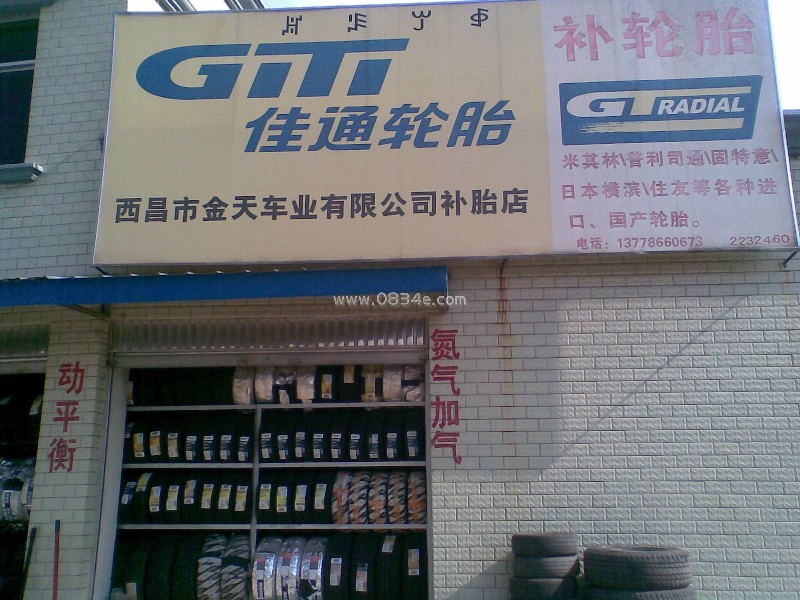 GiTi
佳通轮胎
西昌市金天车业有限公司补胎店
补轮胎
GT RADIAL
米其林\普利司通\固特意\
日本横滨\住友等各种进
口、国产轮胎。
电话：13778660673 2232460
www.0834e.com
动平衡
氮气加气